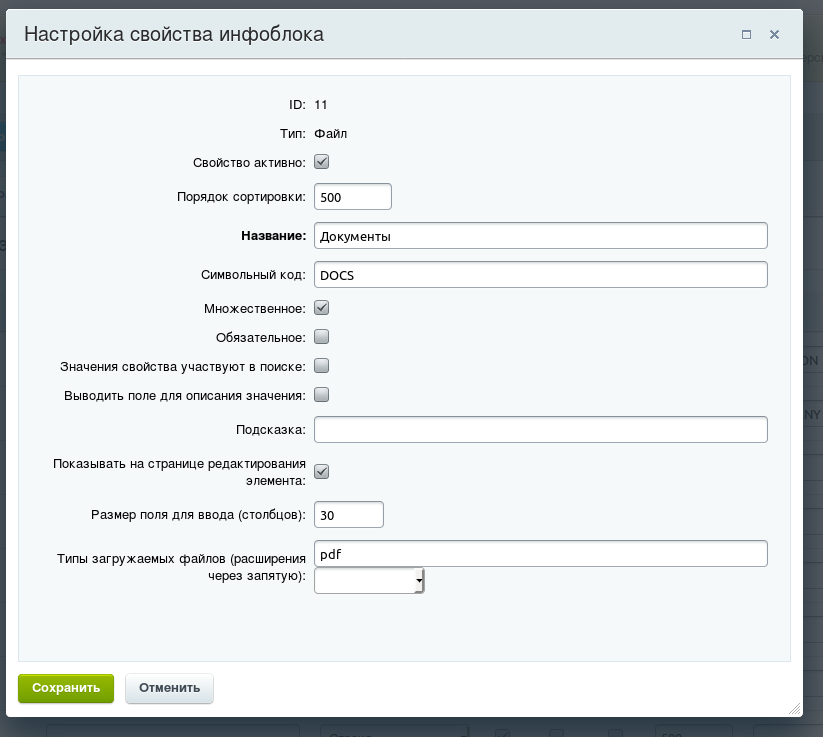 Настройка свойства инфоблока
ID: 11
Тип: Файл
Свойство активно:
Порядок сортировки: 500
Название: Документы
Символьный код: DOCS
Множественное:
Обязательное:
Значения свойства участвуют в поиске:
Выводить поле для описания значения:
Подсказка:
Показывать на странице редактирования
элемента:
Размер поля для ввода (столбцов): 30
Типы загружаемых файлов (расширения
через запятую): pdf
Сохранить Отменить